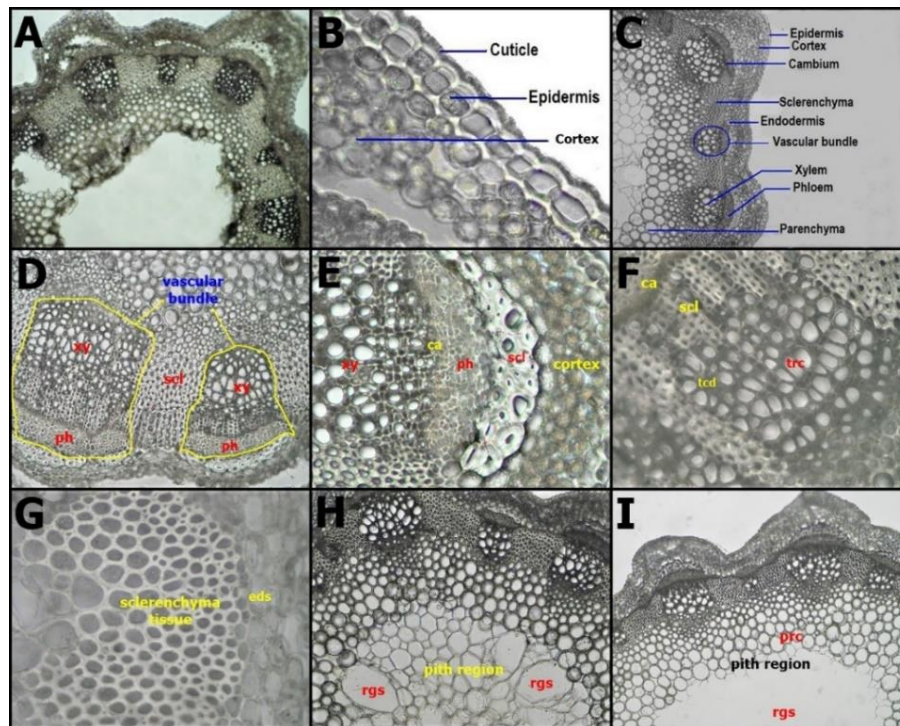 A
B
Cuticle
Epidermis
Cortex
C
Epidermis
Cortex
Cambium
Sclerenchyma
Endodermis
Vascular bundle
Xylem
Phloem
Parenchyma
D
vascular
bundle
xy
scl
xy
ph
ph
E
xy
ca
ph
scl
cortex
F
ca
scl
trc
tcd
G
sclerenchyma
tissue
eds
H
pith region
rgs
rgs
I
prc
pith region
rgs